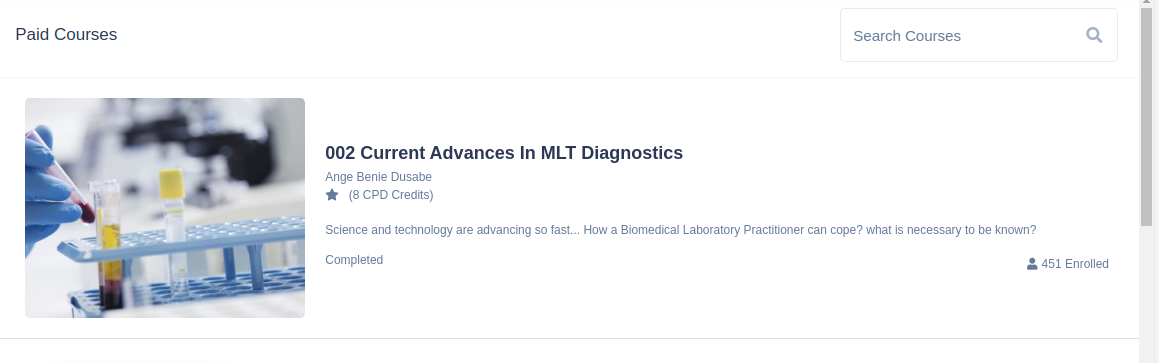 Paid Courses
Search Courses
002 Current Advances In MLT Diagnostics
Ange Benie Dusabe
(8 CPD Credits)
Science and technology are advancing so fast... How a Biomedical Laboratory Practitioner can cope? what is necessary to be known?
Completed
451 Enrolled